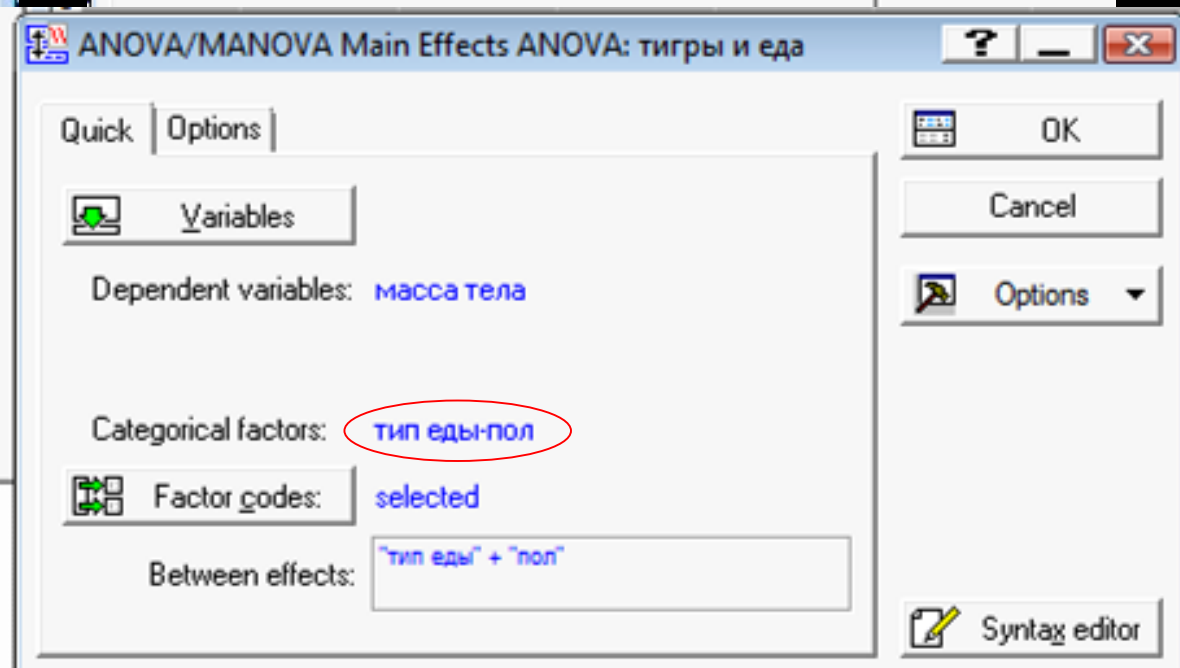 ANOVA/MANOVA Main Effects ANOVA: тигры и еда
?
Quick
Options
OK
Variables
Cancel
Dependent variables: масса тела
Options
Categorical factors: тип еды-пол
Factor codes: selected
Between effects: "тип еды" + "пол"
Syntax editor